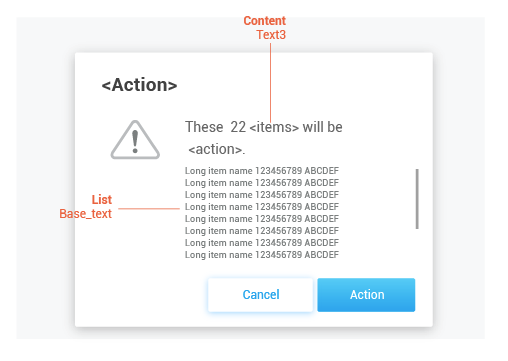 Content
Text3
<Action>
These 22 <items> will be
<action>.
Long item name 123456789 ABCDEF
Long item name 123456789 ABCDEF
Long item name 123456789 ABCDEF
Long item name 123456789 ABCDEF
Long item name 123456789 ABCDEF
Long item name 123456789 ABCDEF
Long item name 123456789 ABCDEF
Long item name 123456789 ABCDEF
List
Base_text
Cancel
Action